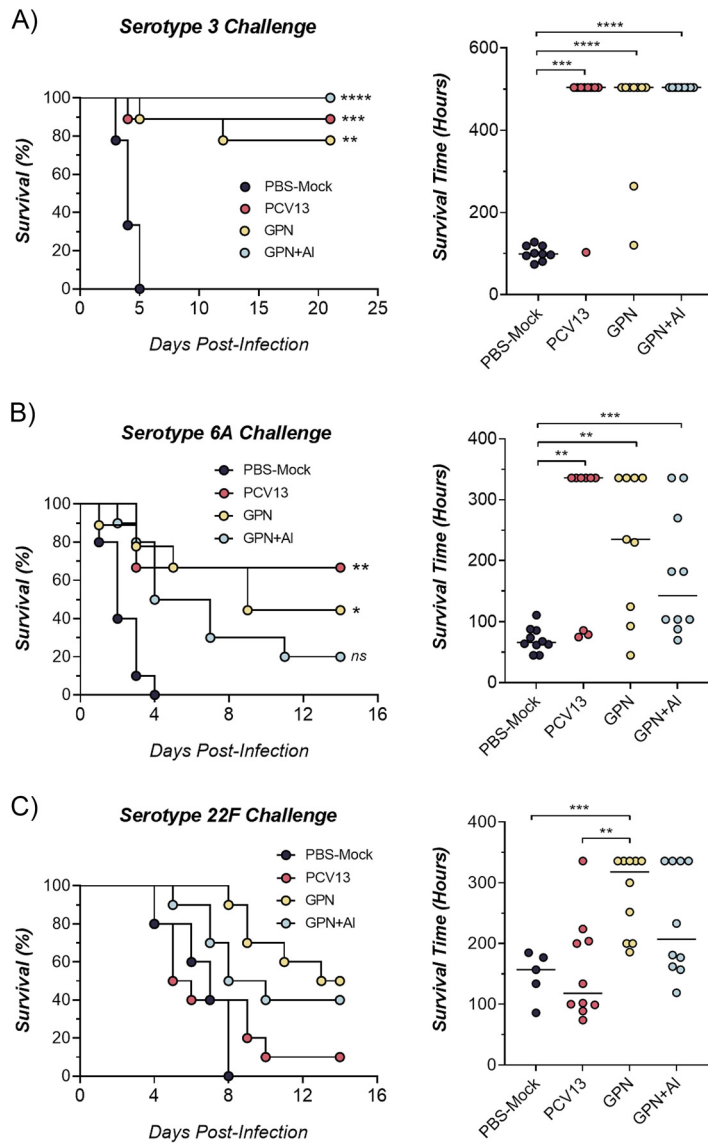 A)
Serotype 3 Challenge
Survival (%)
100
80
60
40
20
0
****
***
**
PBS-Mock
PCV13
GPN
GPN+Al
0 5 10 15 20 25
Days Post-Infection
Survival Time (Hours)
****
****
***
600
400
200
0
PBS-Mock PCV13 GPN GPN+Al
B)
Serotype 6A Challenge
PBS-Mock
PCV13
GPN
GPN+Al
Survival (%)
100
80
60
40
20
0
**
*
ns
0 4 8 12 16
Days Post-Infection
Survival Time (Hours)
***
**
**
400
300
200
100
0
PBS-Mock PCV13 GPN GPN+Al
C)
Serotype 22F Challenge
PBS-Mock
PCV13
GPN
GPN+Al
Survival (%)
100
80
60
40
20
0
0 4 8 12 16
Days Post-Infection
Survival Time (Hours)
***
**
400
300
200
100
0
PBS-Mock PCV13 GPN GPN+Al